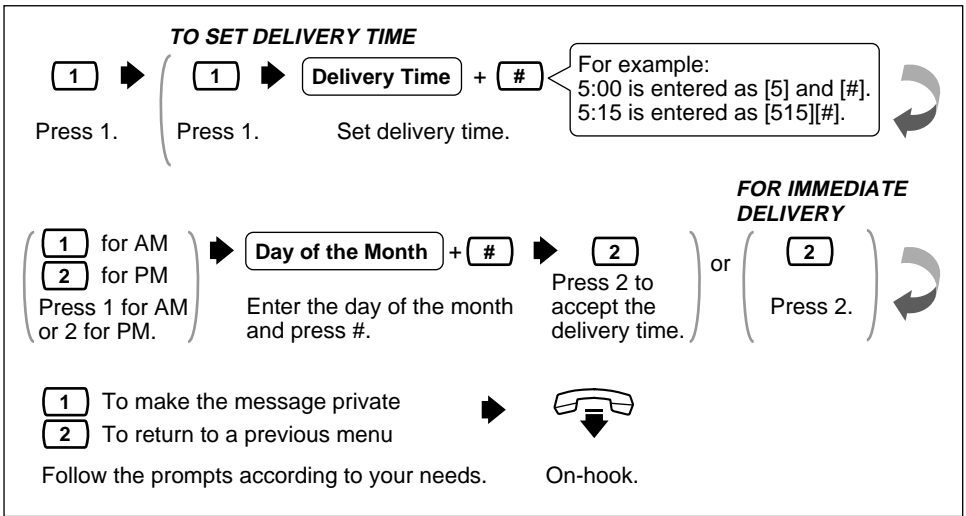 TO SET DELIVERY TIME
1 1 Delivery Time + #
For example:
5:00 is entered as [5] and [#].
5:15 is entered as [515][#].
Press 1. Press 1. Set delivery time.
FOR IMMEDIATE
DELIVERY
1 for AM
2 for PM
Press 1 for AM
or 2 for PM.
Day of the Month + #
Enter the day of the month
and press #.
2
Press 2 to
accept the
delivery time.
or
2
Press 2.
1 To make the message private
2 To return to a previous menu
Follow the prompts according to your needs. On-hook.